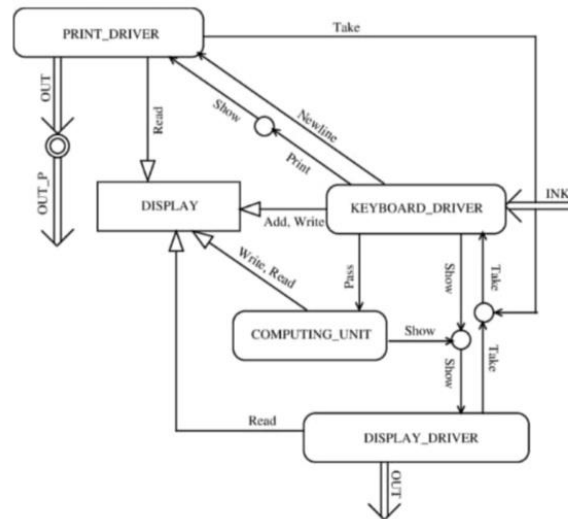 PRINT_DRIVER
Take
OUT
Read
Show
Newline
Print
OUT_P
DISPLAY
Add, Write
KEYBOARD_DRIVER
INK
Write, Read
Pass
Show
Take
COMPUTING_UNIT
Show
Show
Take
Read
DISPLAY_DRIVER
OUT